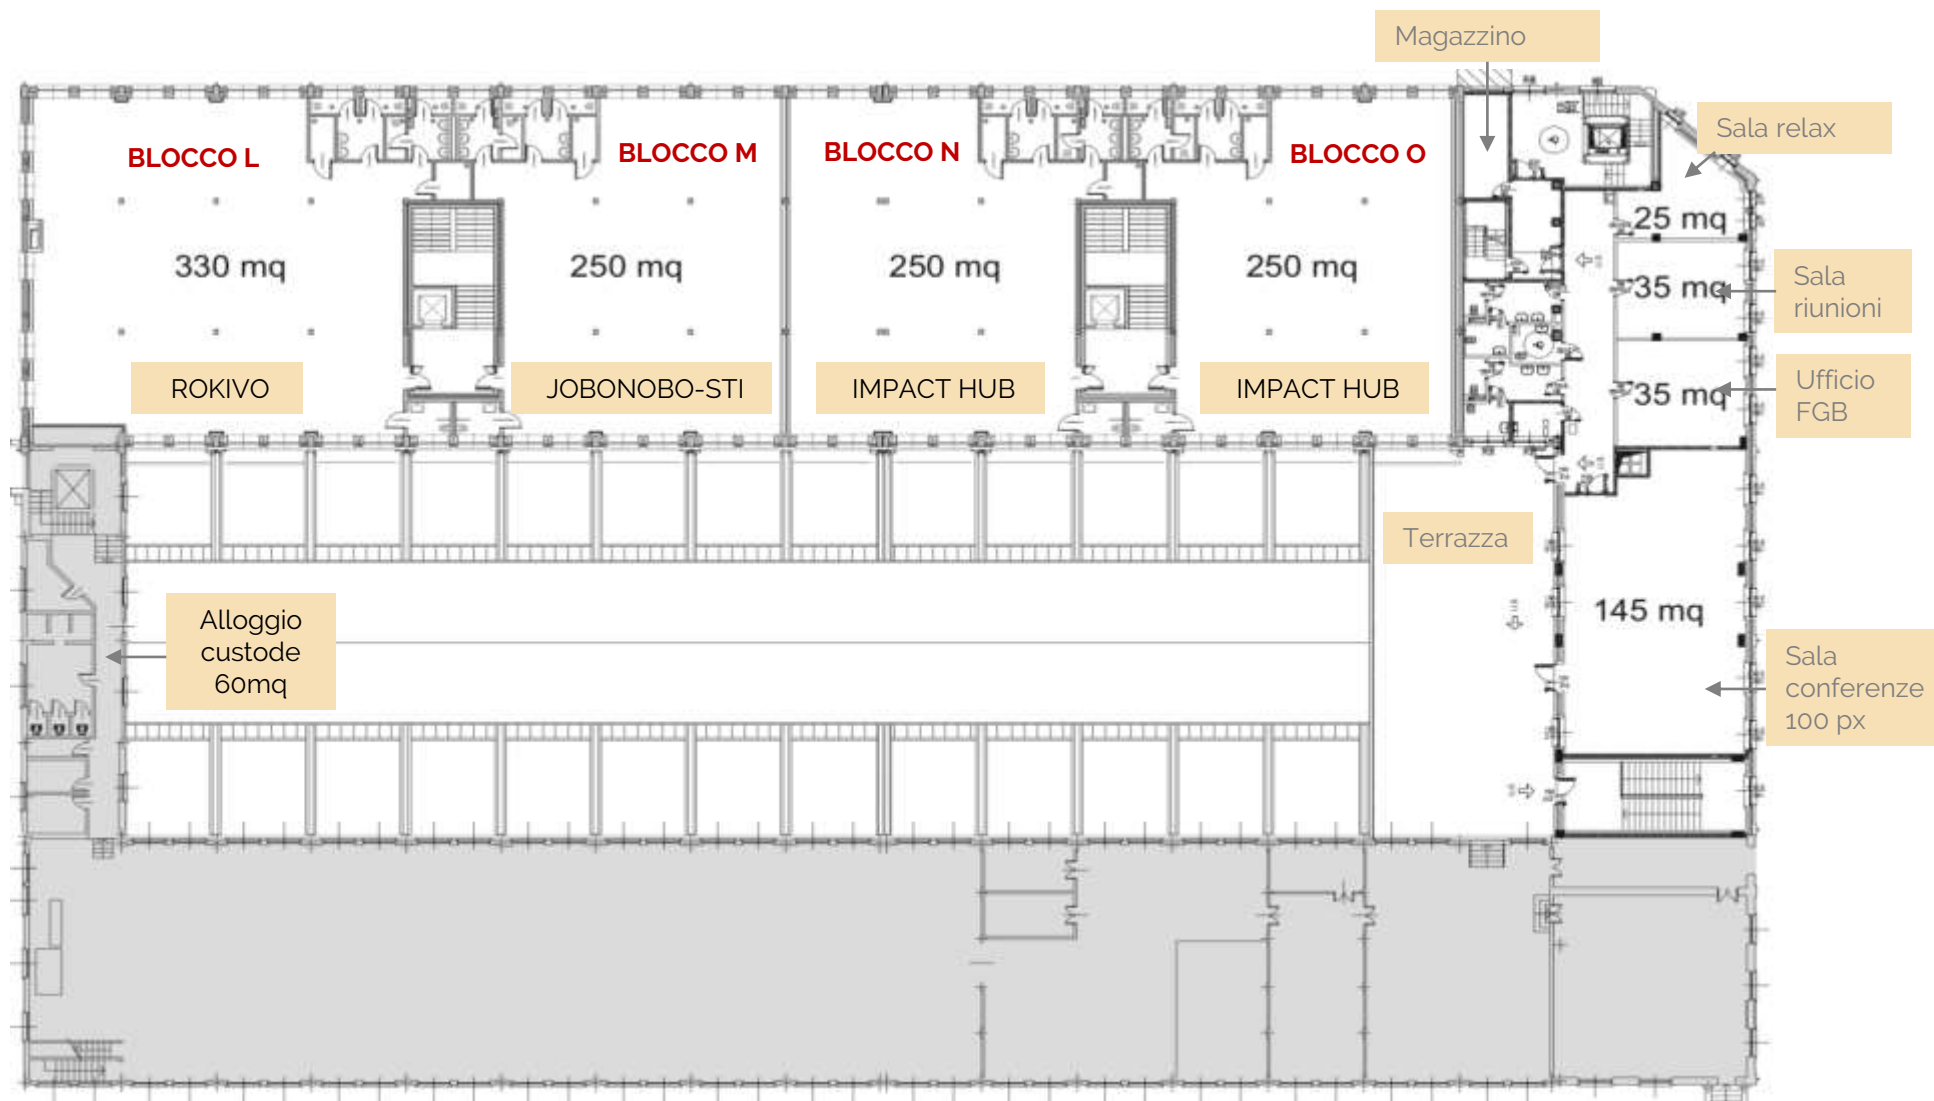 Magazzino
Sala relax
BLOCCO L
BLOCCO M
BLOCCO N
BLOCCO O
25 mq
330 mq
250 mq
250 mq
250 mq
35 mq
Sala
riunioni
ROKIVO
JOBONOBO-STI
IMPACT HUB
IMPACT HUB
35 mq
Ufficio
FGB
Terrazza
145 mq
Alloggio
custode
60mq
Sala
conferenze
100 px